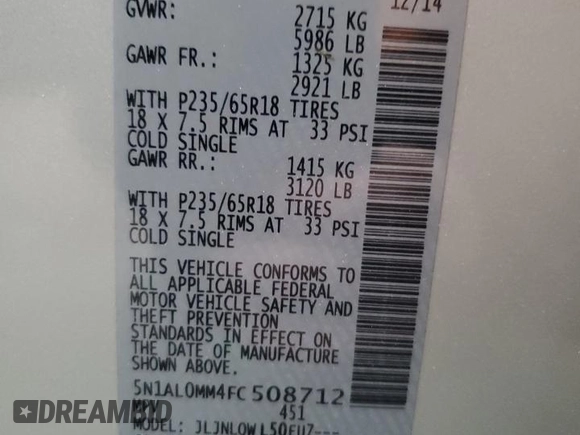 12/14
GVWR: 2715 KG
5986 LB
GAWR FR.: 1325 KG
2921 LB
WITH P235/65R18 TIRES
18 X 7.5 RIMS AT 33 PSI
COLD SINGLE
GAWR RR.: 1415 KG
3120 LB
WITH P235/65R18 TIRES
18 X 7.5 RIMS AT 33 PSI
COLD SINGLE
THIS VEHICLE CONFORMS TO
ALL APPLICABLE FEDERAL
MOTOR VEHICLE SAFETY AND
THEFT PREVENTION
STANDARDS IN EFFECT ON
THE DATE OF MANUFACTURE
SHOWN ABOVE.
5N1AL0MM4FC508712
MPV 451
MODEL: JLJNLOW
DREAMBID